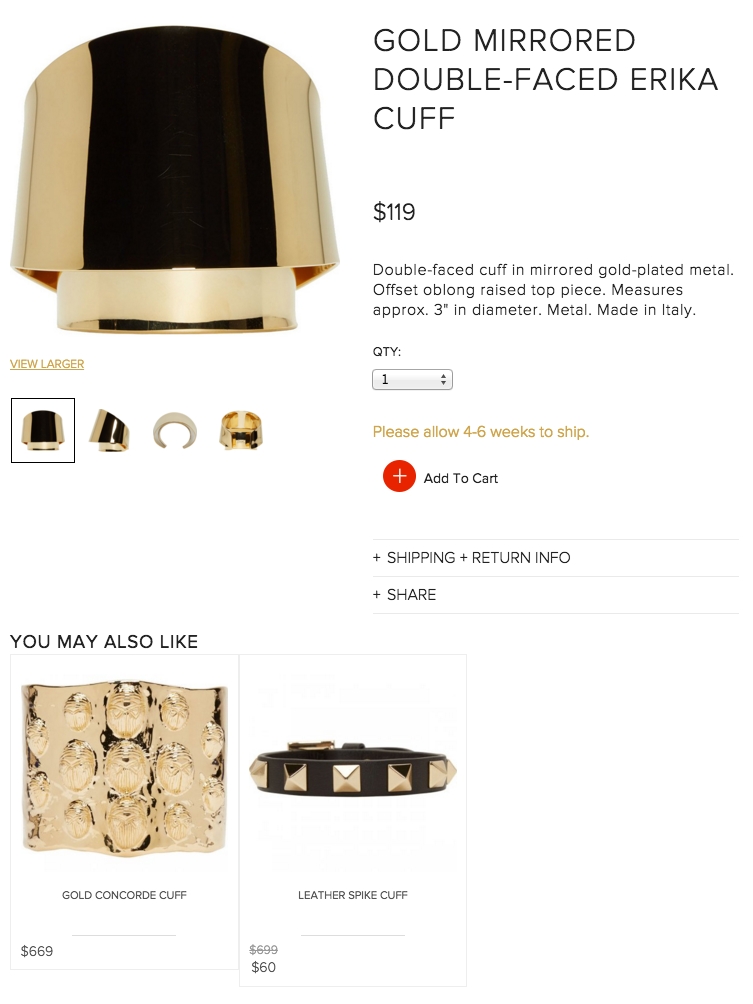 GOLD MIRRORED
DOUBLE-FACED ERIKA
CUFF
$119
Double-faced cuff in mirrored gold-plated metal.
Offset oblong raised top piece. Measures
approx. 3" in diameter. Metal. Made in Italy.
VIEW LARGER
QTY:
1
Please allow 4-6 weeks to ship.
+ Add To Cart
+ SHIPPING + RETURN INFO
+ SHARE
YOU MAY ALSO LIKE
GOLD CONCORDE CUFF
$669
LEATHER SPIKE CUFF
$699
$60